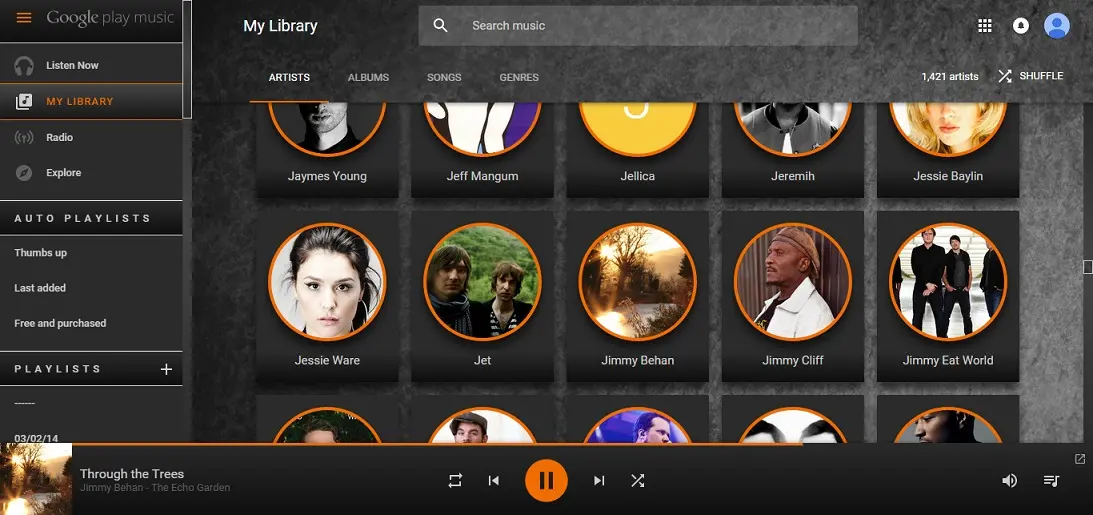 Google play music
My Library
Search music
Listen Now
MY LIBRARY
Radio
Explore
AUTO PLAYLISTS
Thumbs up
Last added
Free and purchased
PLAYLISTS
------
03/02/14
ARTISTS
ALBUMS
SONGS
GENRES
1,421 artists
SHUFFLE
Jaymes Young
Jeff Mangum
Jellica
Jeremih
Jessie Baylin
Jessie Ware
Jet
Jimmy Behan
Jimmy Cliff
Jimmy Eat World
Through the Trees
Jimmy Behan - The Echo Garden